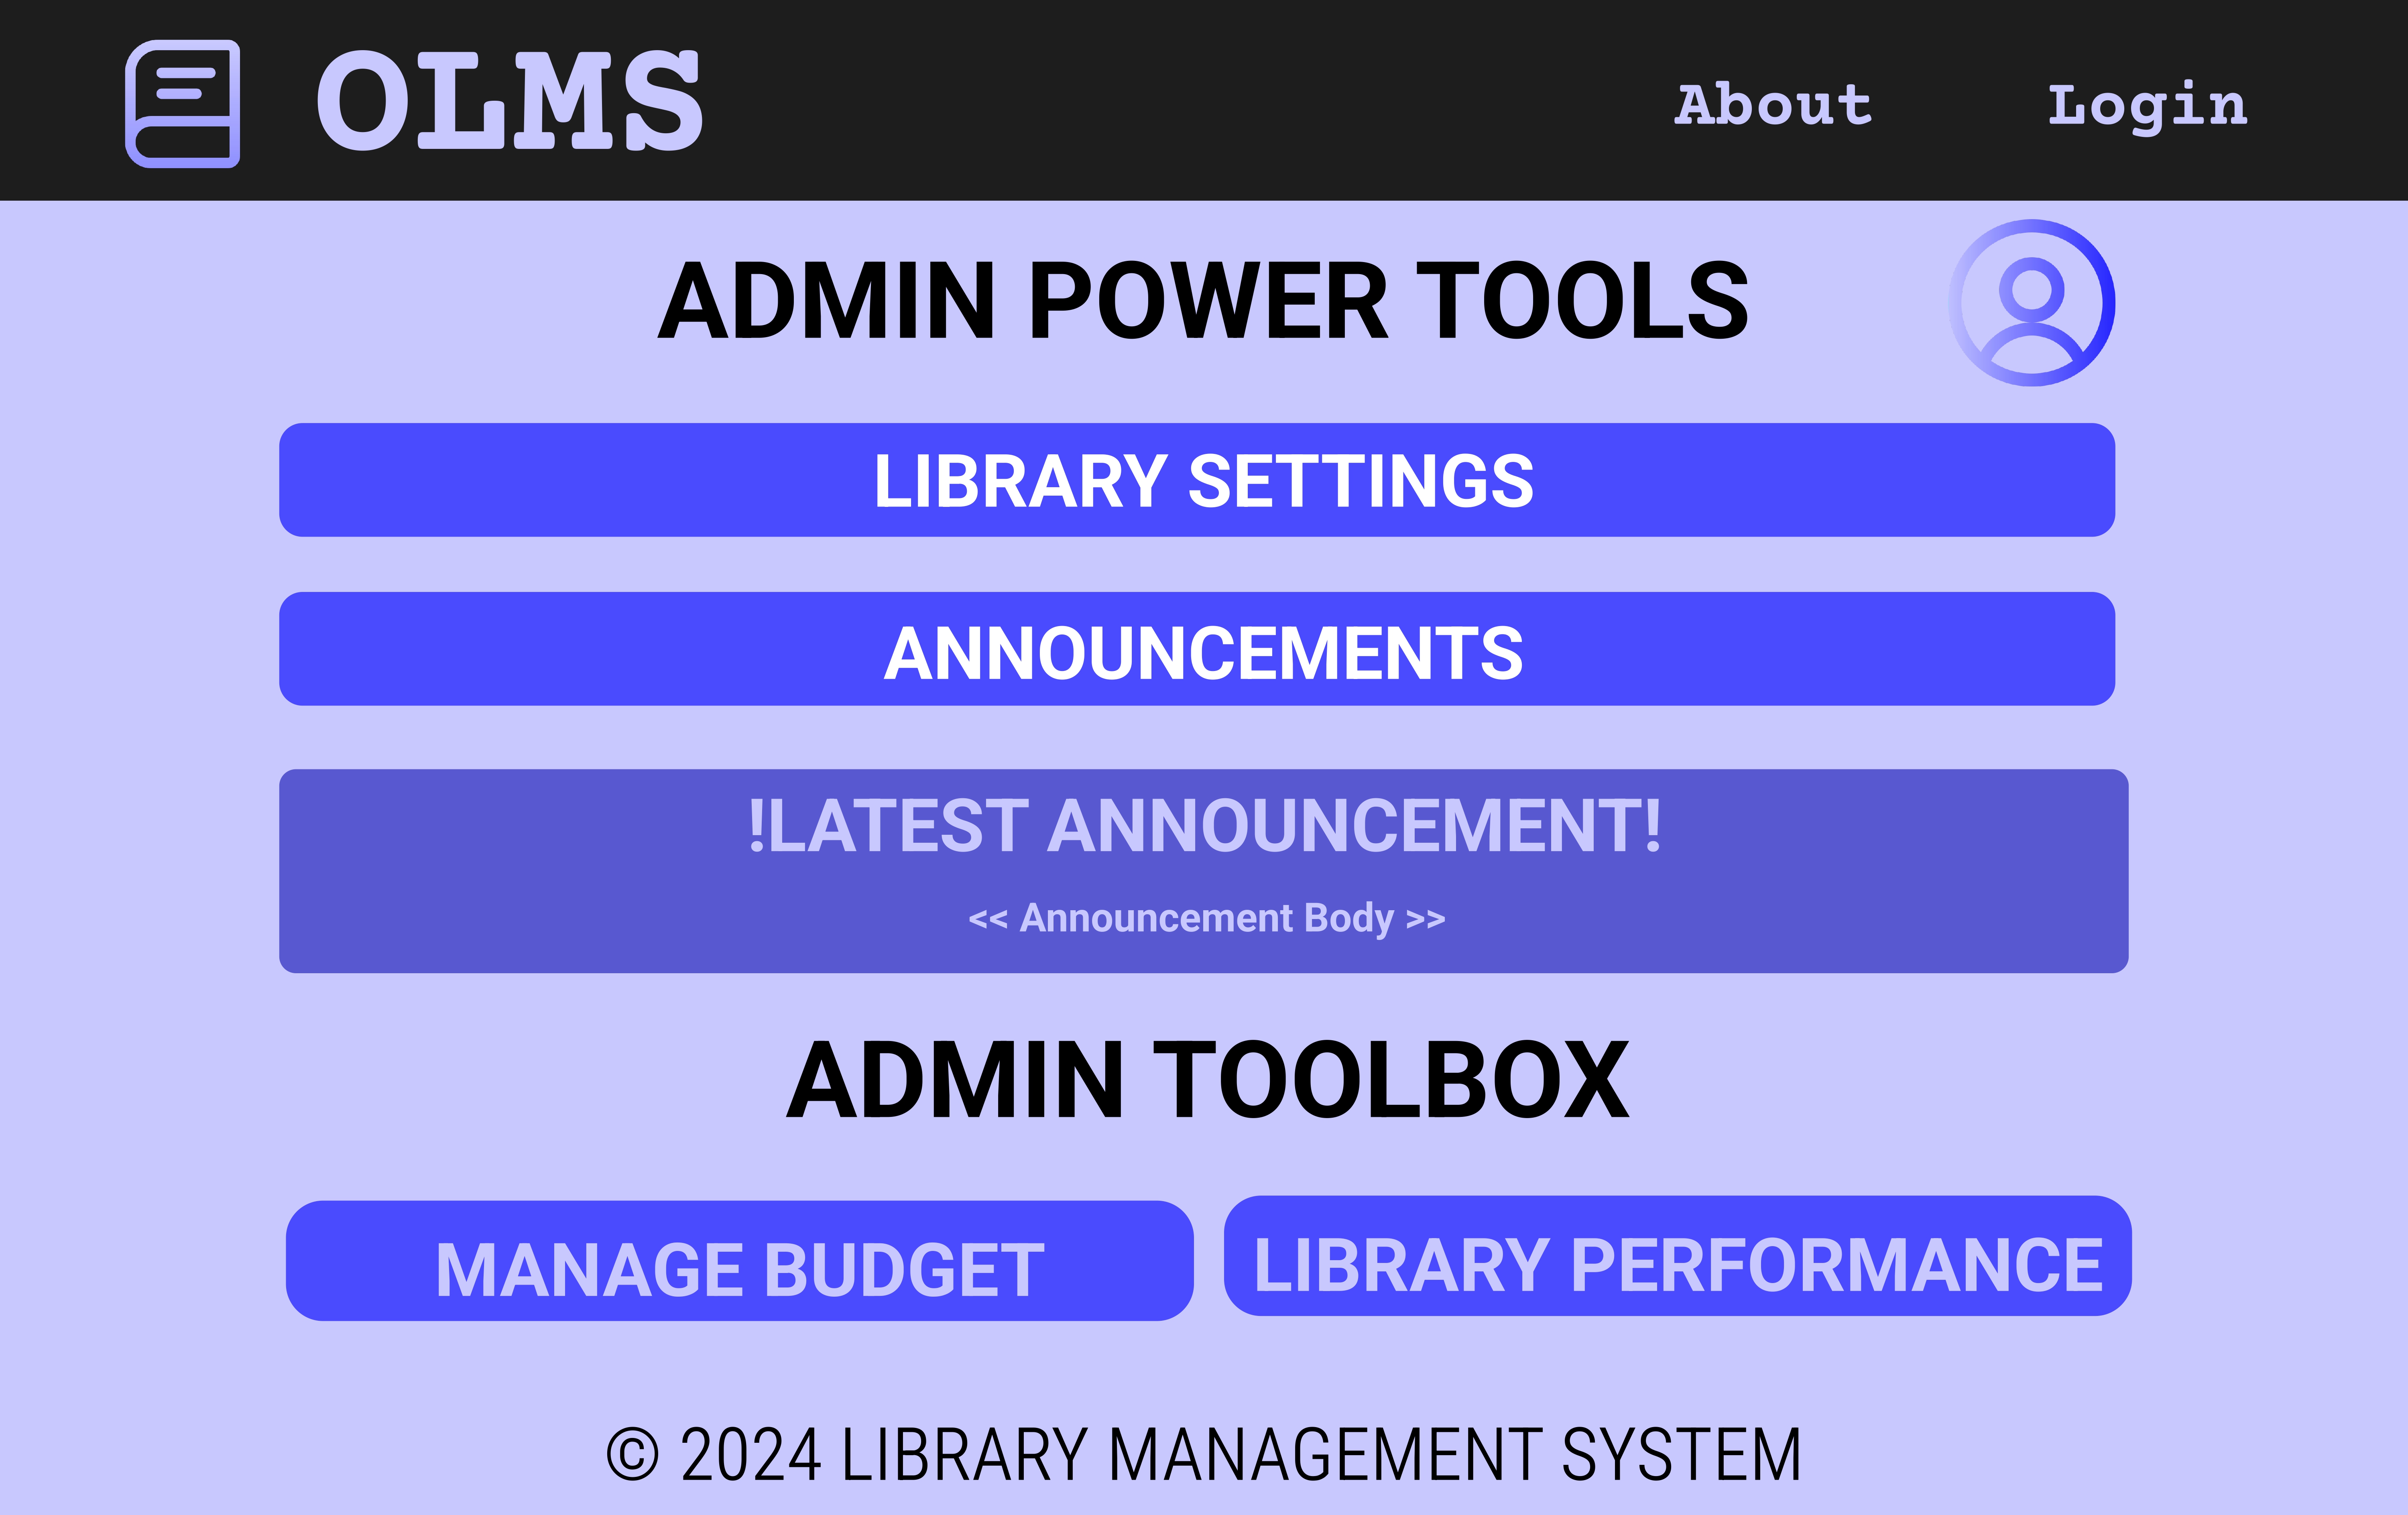 OLMS
About
Login
ADMIN POWER TOOLS
LIBRARY SETTINGS
ANNOUNCEMENTS
!LATEST ANNOUNCEMENT!
<< Announcement Body >>
ADMIN TOOLBOX
MANAGE BUDGET
LIBRARY PERFORMANCE
© 2024 LIBRARY MANAGEMENT SYSTEM